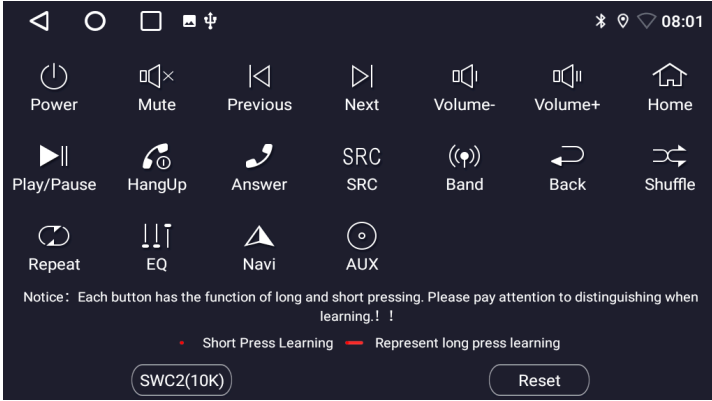 08:01
Power Mute Previous Next Volume- Volume+ Home
SRC
Play/Pause HangUp Answer SRC Band Back Shuffle
Repeat EQ Navi AUX
Notice：Each button has the function of long and short pressing. Please pay attention to distinguishing when
learning.！！
Short Press Learning Represent long press learning
SWC2(10K) Reset